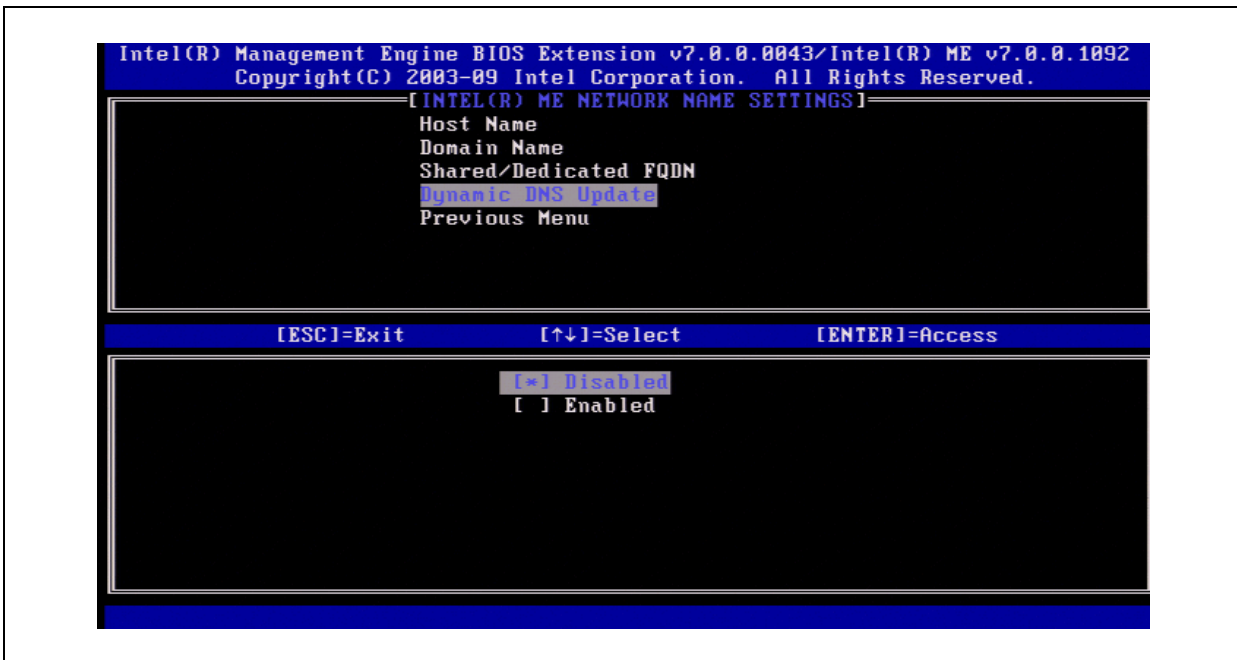 Intel(R) Management Engine BIOS Extension v7.0.0.0043/Intel(R) ME v7.0.0.1092
Copyright(C) 2003-09 Intel Corporation. All Rights Reserved.
[INTEL(R) ME NETWORK NAME SETTINGS]
Host Name
Domain Name
Shared/Dedicated FQDN
Dynamic DNS Update
Previous Menu
[ESC]=Exit [↑↓]=Select [ENTER]=Access
[*] Disabled
[ ] Enabled